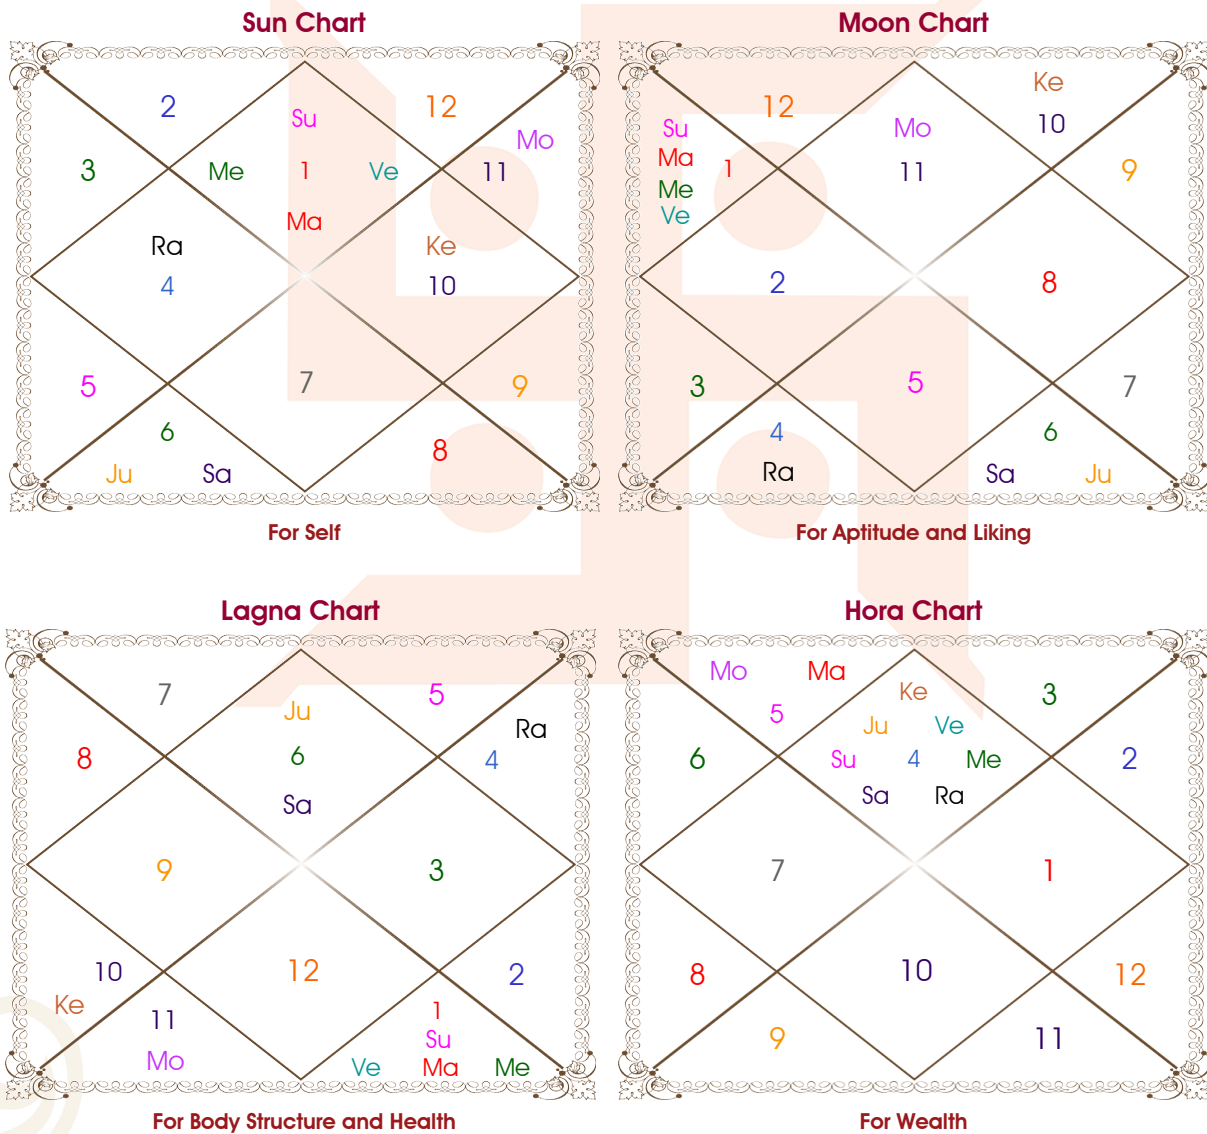 Sun Chart
2
Su
12
Mo
3
Me
1
Ve
11
Ma
Ra
Ke
4
10
5
7
9
6
8
Ju
Sa
For Self
Moon Chart
Ke
12
Mo
10
Su
Ma
1
11
9
Me
Ve
2
8
3
5
7
4
6
Ra
Sa
Ju
For Aptitude and Liking
Lagna Chart
7
Ju
5
Ra
8
6
4
Sa
9
3
10
12
2
Ke
11
1
Su
Mo
Ve
Ma
Me
For Body Structure and Health
Hora Chart
Mo
Ma
Ke
3
5
Ju
Ve
6
Su
4
Me
2
Sa
Ra
7
1
8
10
12
9
11
For Wealth